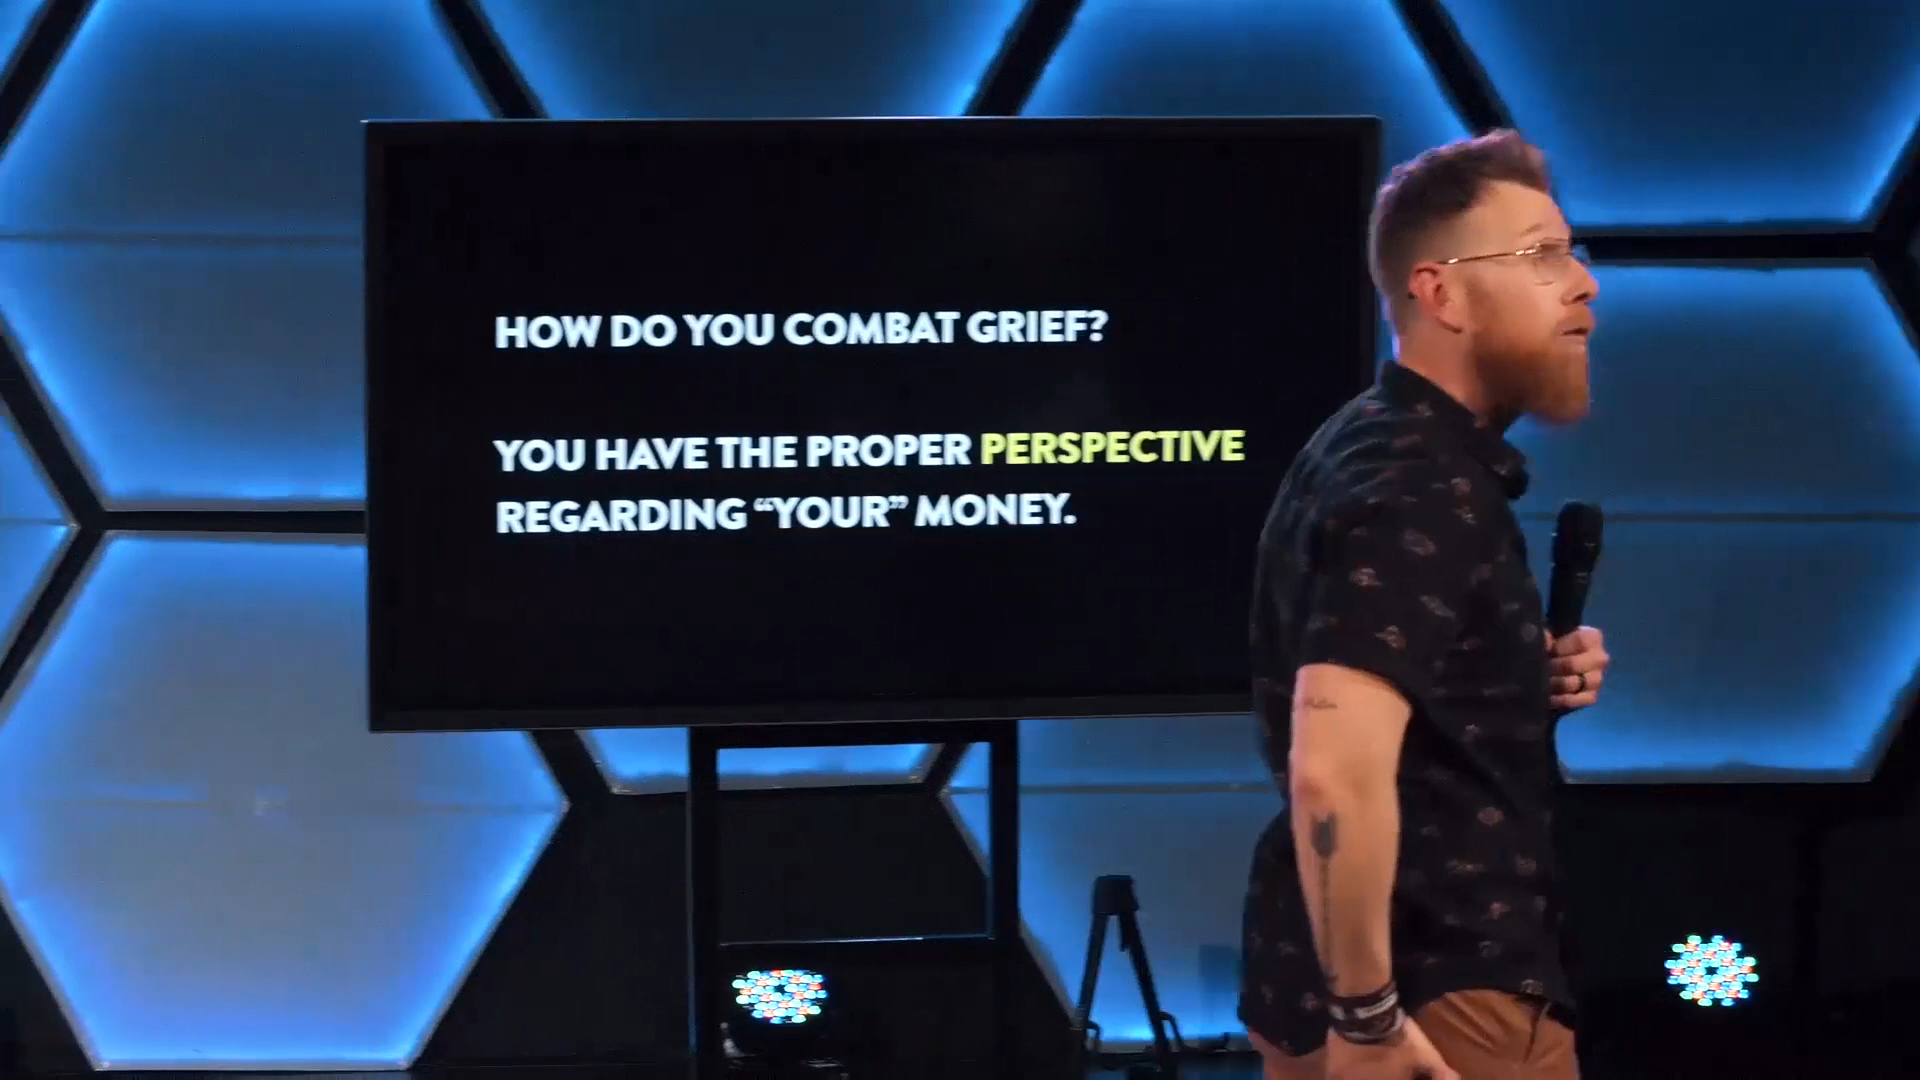 HOW DO YOU COMBAT GRIEF?
YOU HAVE THE PROPER PERSPECTIVE
REGARDING “YOUR” MONEY.